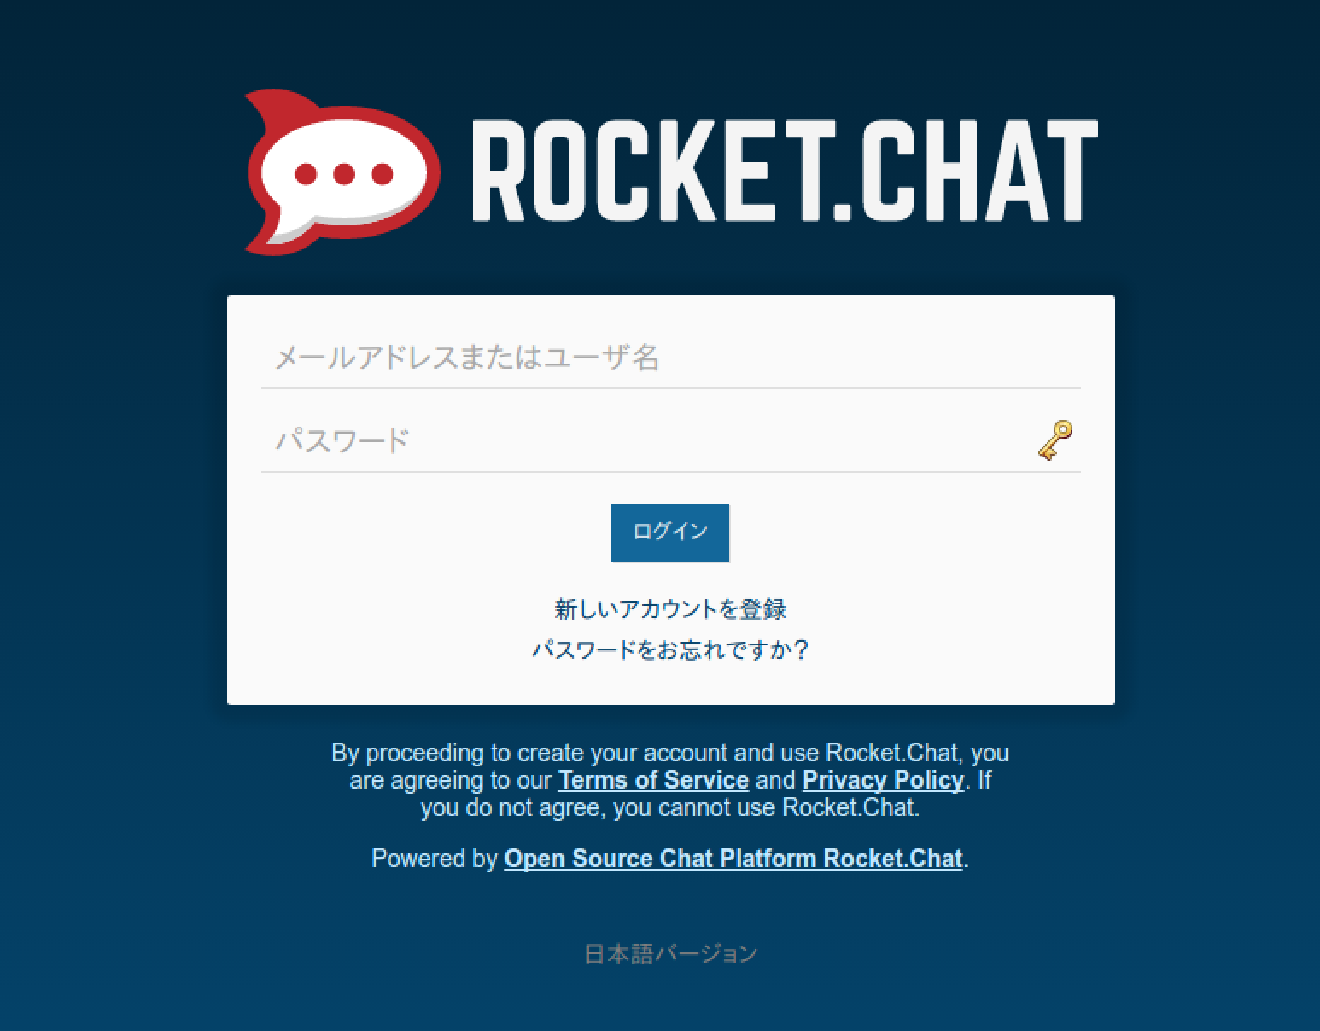 ROCKET.CHAT
メールアドレスまたはユーザ名
パスワード
ログイン
新しいアカウントを登録
パスワードをお忘れですか？
By proceeding to create your account and use Rocket.Chat, you
are agreeing to our Terms of Service and Privacy Policy. If
you do not agree, you cannot use Rocket.Chat.
Powered by Open Source Chat Platform Rocket.Chat.
日本語バージョン